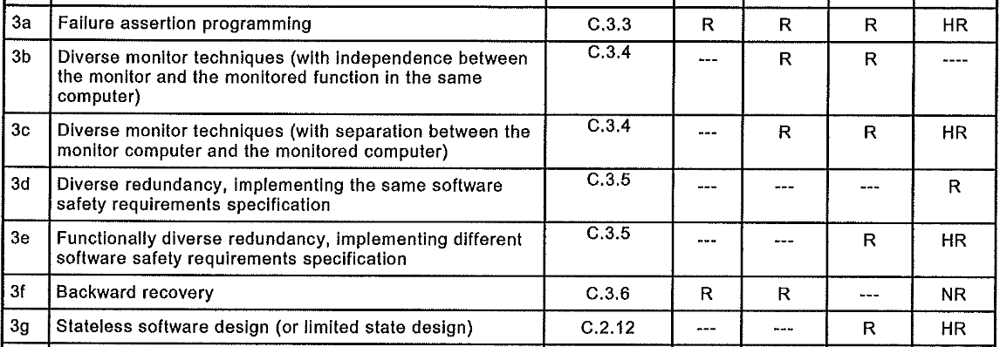 3a Failure assertion programming C.3.3 R R R HR
3b Diverse monitor techniques (with independence between C.3.4 --- R R ----
the monitor and the monitored function in the same
computer)
3c Diverse monitor techniques (with separation between the C.3.4 --- R R HR
monitor computer and the monitored computer)
3d Diverse redundancy, implementing the same software C.3.5 --- --- --- R
safety requirements specification
3e Functionally diverse redundancy, implementing different C.3.5 --- --- R HR
software safety requirements specification
3f Backward recovery C.3.6 R R --- NR
3g Stateless software design (or limited state design) C.2.12 --- --- R HR